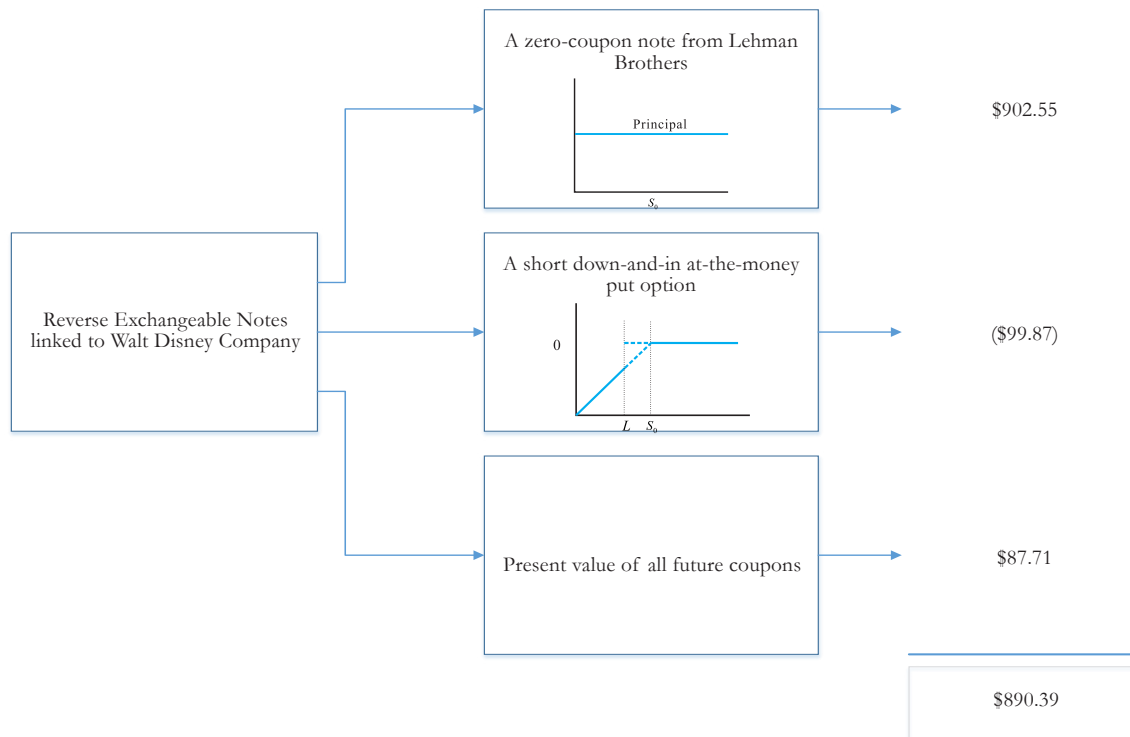 A zero-coupon note from Lehman
Brothers
Principal
S₀
$902.55
Reverse Exchangeable Notes
linked to Walt Disney Company
A short down-and-in at-the-money
put option
0
L S₀
($99.87)
Present value of all future coupons
$87.71
$890.39